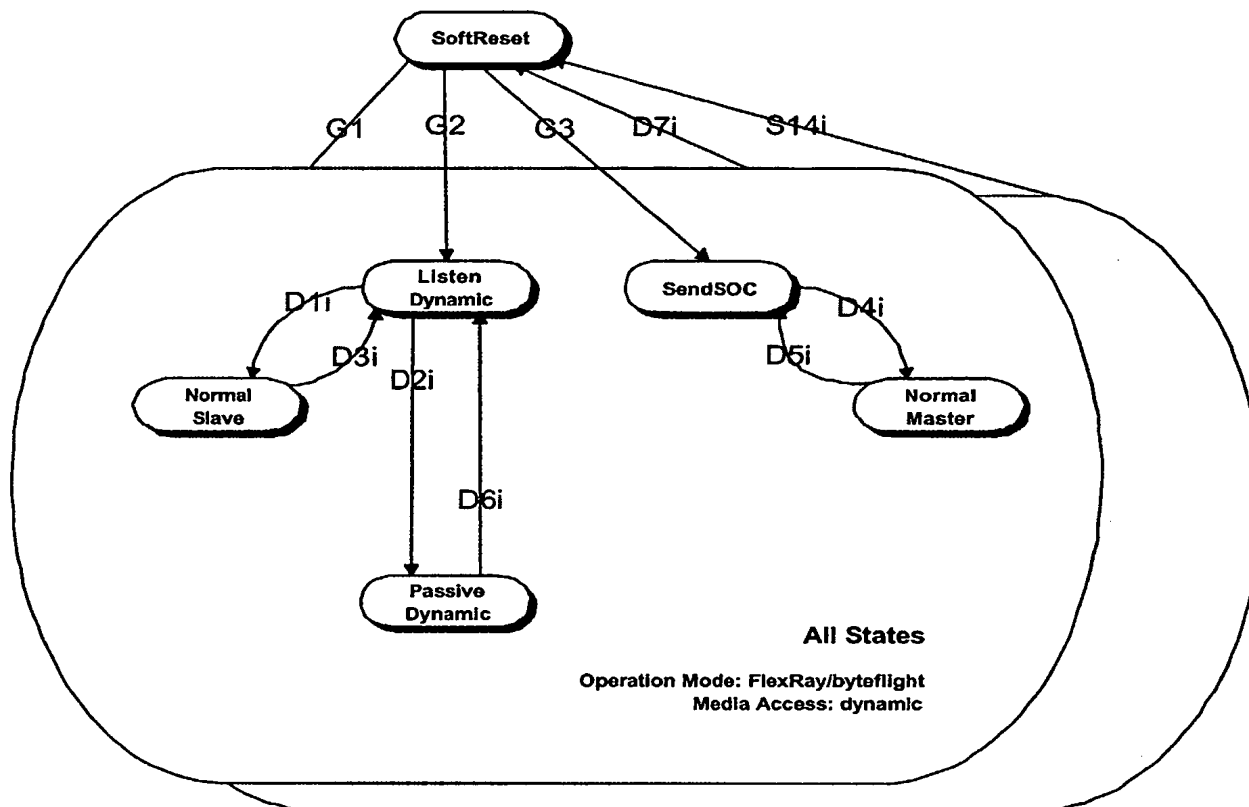 SoftReset
G1
G2
G3
D7i
S14i
Listen
Dynamic
SendSOC
D1i
D4i
D3i
D2i
D5i
Normal
Slave
Normal
Master
D6i
Passive
Dynamic
All States
Operation Mode: FlexRay/byteflight
Media Access: dynamic